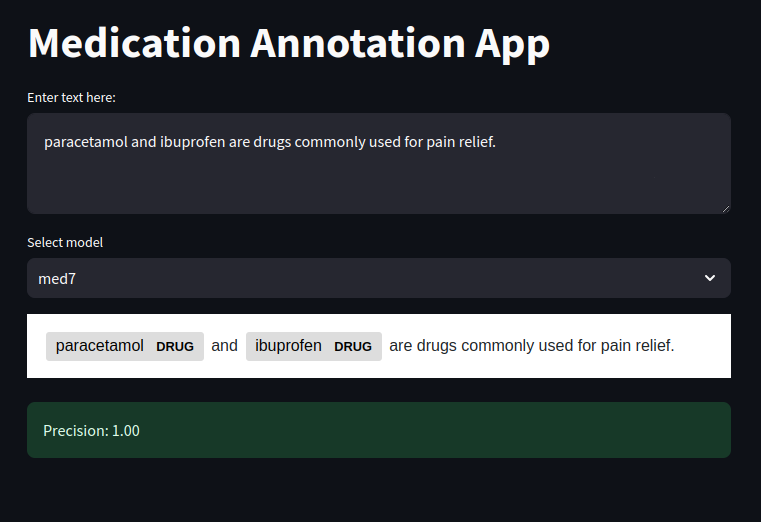 Medication Annotation App
Enter text here:
paracetamol and ibuprofen are drugs commonly used for pain relief.
Select model
med7
paracetamol DRUG and ibuprofen DRUG are drugs commonly used for pain relief.
Precision: 1.00